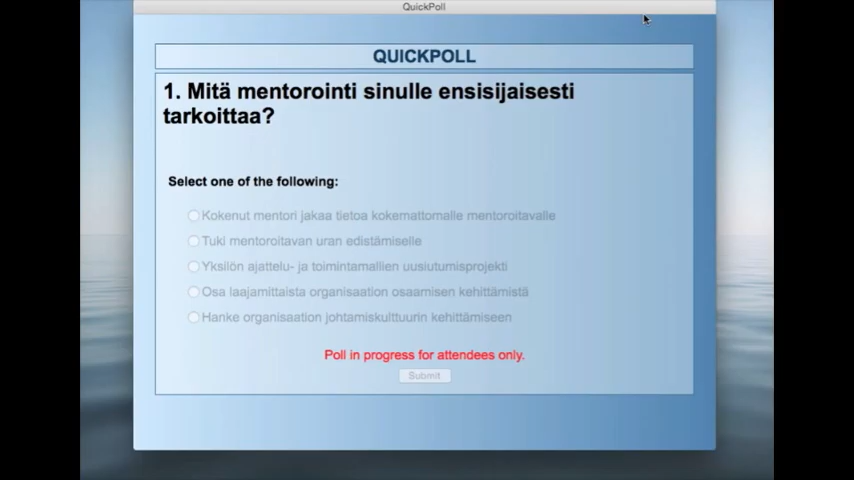 QuickPoll
QUICKPOLL
1. Mitä mentorointi sinulle ensisijaisesti
tarkoittaa?
Select one of the following:
Kokenut mentori jakaa tietoa kokemattomalle mentoroitavalle
Tuki mentoroitavan uran edistämiselle
Yksilön ajattelu- ja toimintamallien uusiutumisprojekti
Osa laajamittaista organisaation osaamisen kehittämistä
Hanke organisaation johtamiskulttuurin kehittämiseen
Poll in progress for attendees only.
Submit